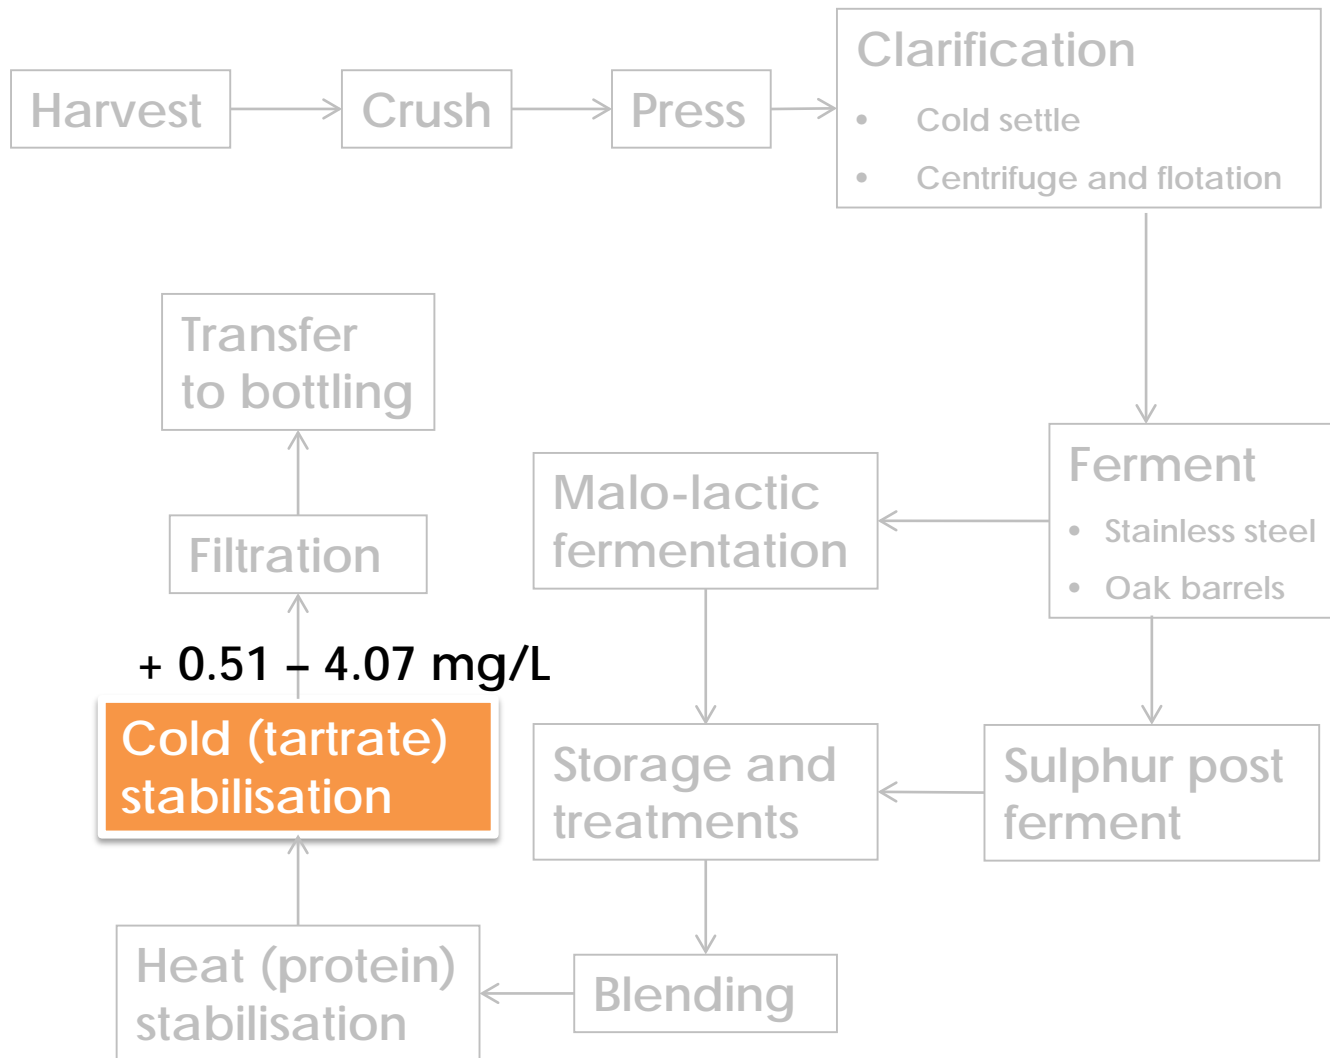 Harvest
Crush
Press
Clarification
• Cold settle
• Centrifuge and flotation
Ferment
• Stainless steel
• Oak barrels
Malo-lactic
fermentation
Sulphur post
ferment
Storage and
treatments
Blending
Heat (protein)
stabilisation
Cold (tartrate)
stabilisation
+ 0.51 – 4.07 mg/L
Filtration
Transfer
to bottling